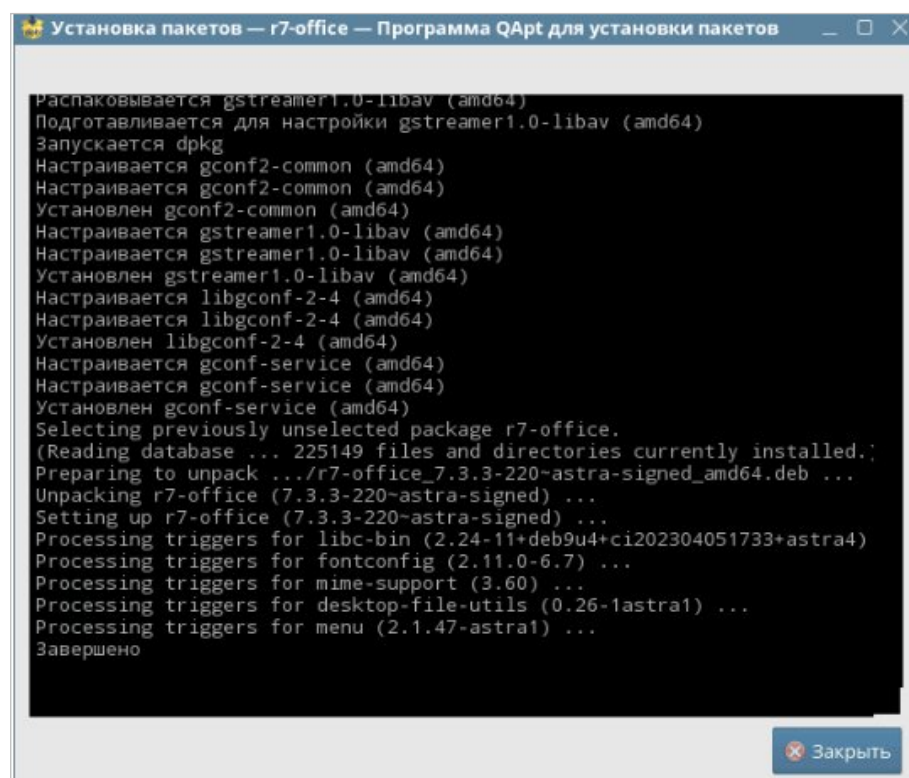 Установка пакетов — r7-office — Программа QApt для установки пакетов
Распаковывается gstreamer1.0-libav (amd64)
Подготавливается для настройки gstreamer1.0-libav (amd64)
Запускается dpkg
Настраивается gconf2-common (amd64)
Настраивается gconf2-common (amd64)
Установлен gconf2-common (amd64)
Настраивается gstreamer1.0-libav (amd64)
Настраивается gstreamer1.0-libav (amd64)
Установлен gstreamer1.0-libav (amd64)
Настраивается libgconf-2-4 (amd64)
Настраивается libgconf-2-4 (amd64)
Установлен libgconf-2-4 (amd64)
Настраивается gconf-service (amd64)
Настраивается gconf-service (amd64)
Установлен gconf-service (amd64)
Selecting previously unselected package r7-office.
(Reading database ... 225149 files and directories currently installed.)
Preparing to unpack .../r7-office_7.3.3-220~astra-signed_amd64.deb ...
Unpacking r7-office (7.3.3-220~astra-signed) ...
Setting up r7-office (7.3.3-220~astra-signed) ...
Processing triggers for libc-bin (2.24-11+deb9u4+ci202304051733+astra4)
Processing triggers for fontconfig (2.11.0-6.7) ...
Processing triggers for mime-support (3.60) ...
Processing triggers for desktop-file-utils (0.26-1astra1) ...
Processing triggers for menu (2.1.47-astra1) ...
Завершено
Закрыть